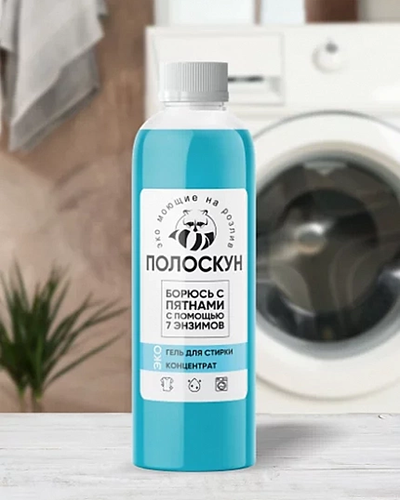 эко моющие на розлив
ПОЛОСКУН
БОРЮСЬ С
ПЯТНАМИ
С ПОМОЩЬЮ
7 ЭНЗИМОВ
ЭКО
ГЕЛЬ ДЛЯ СТИРКИ
КОНЦЕНТРАТ